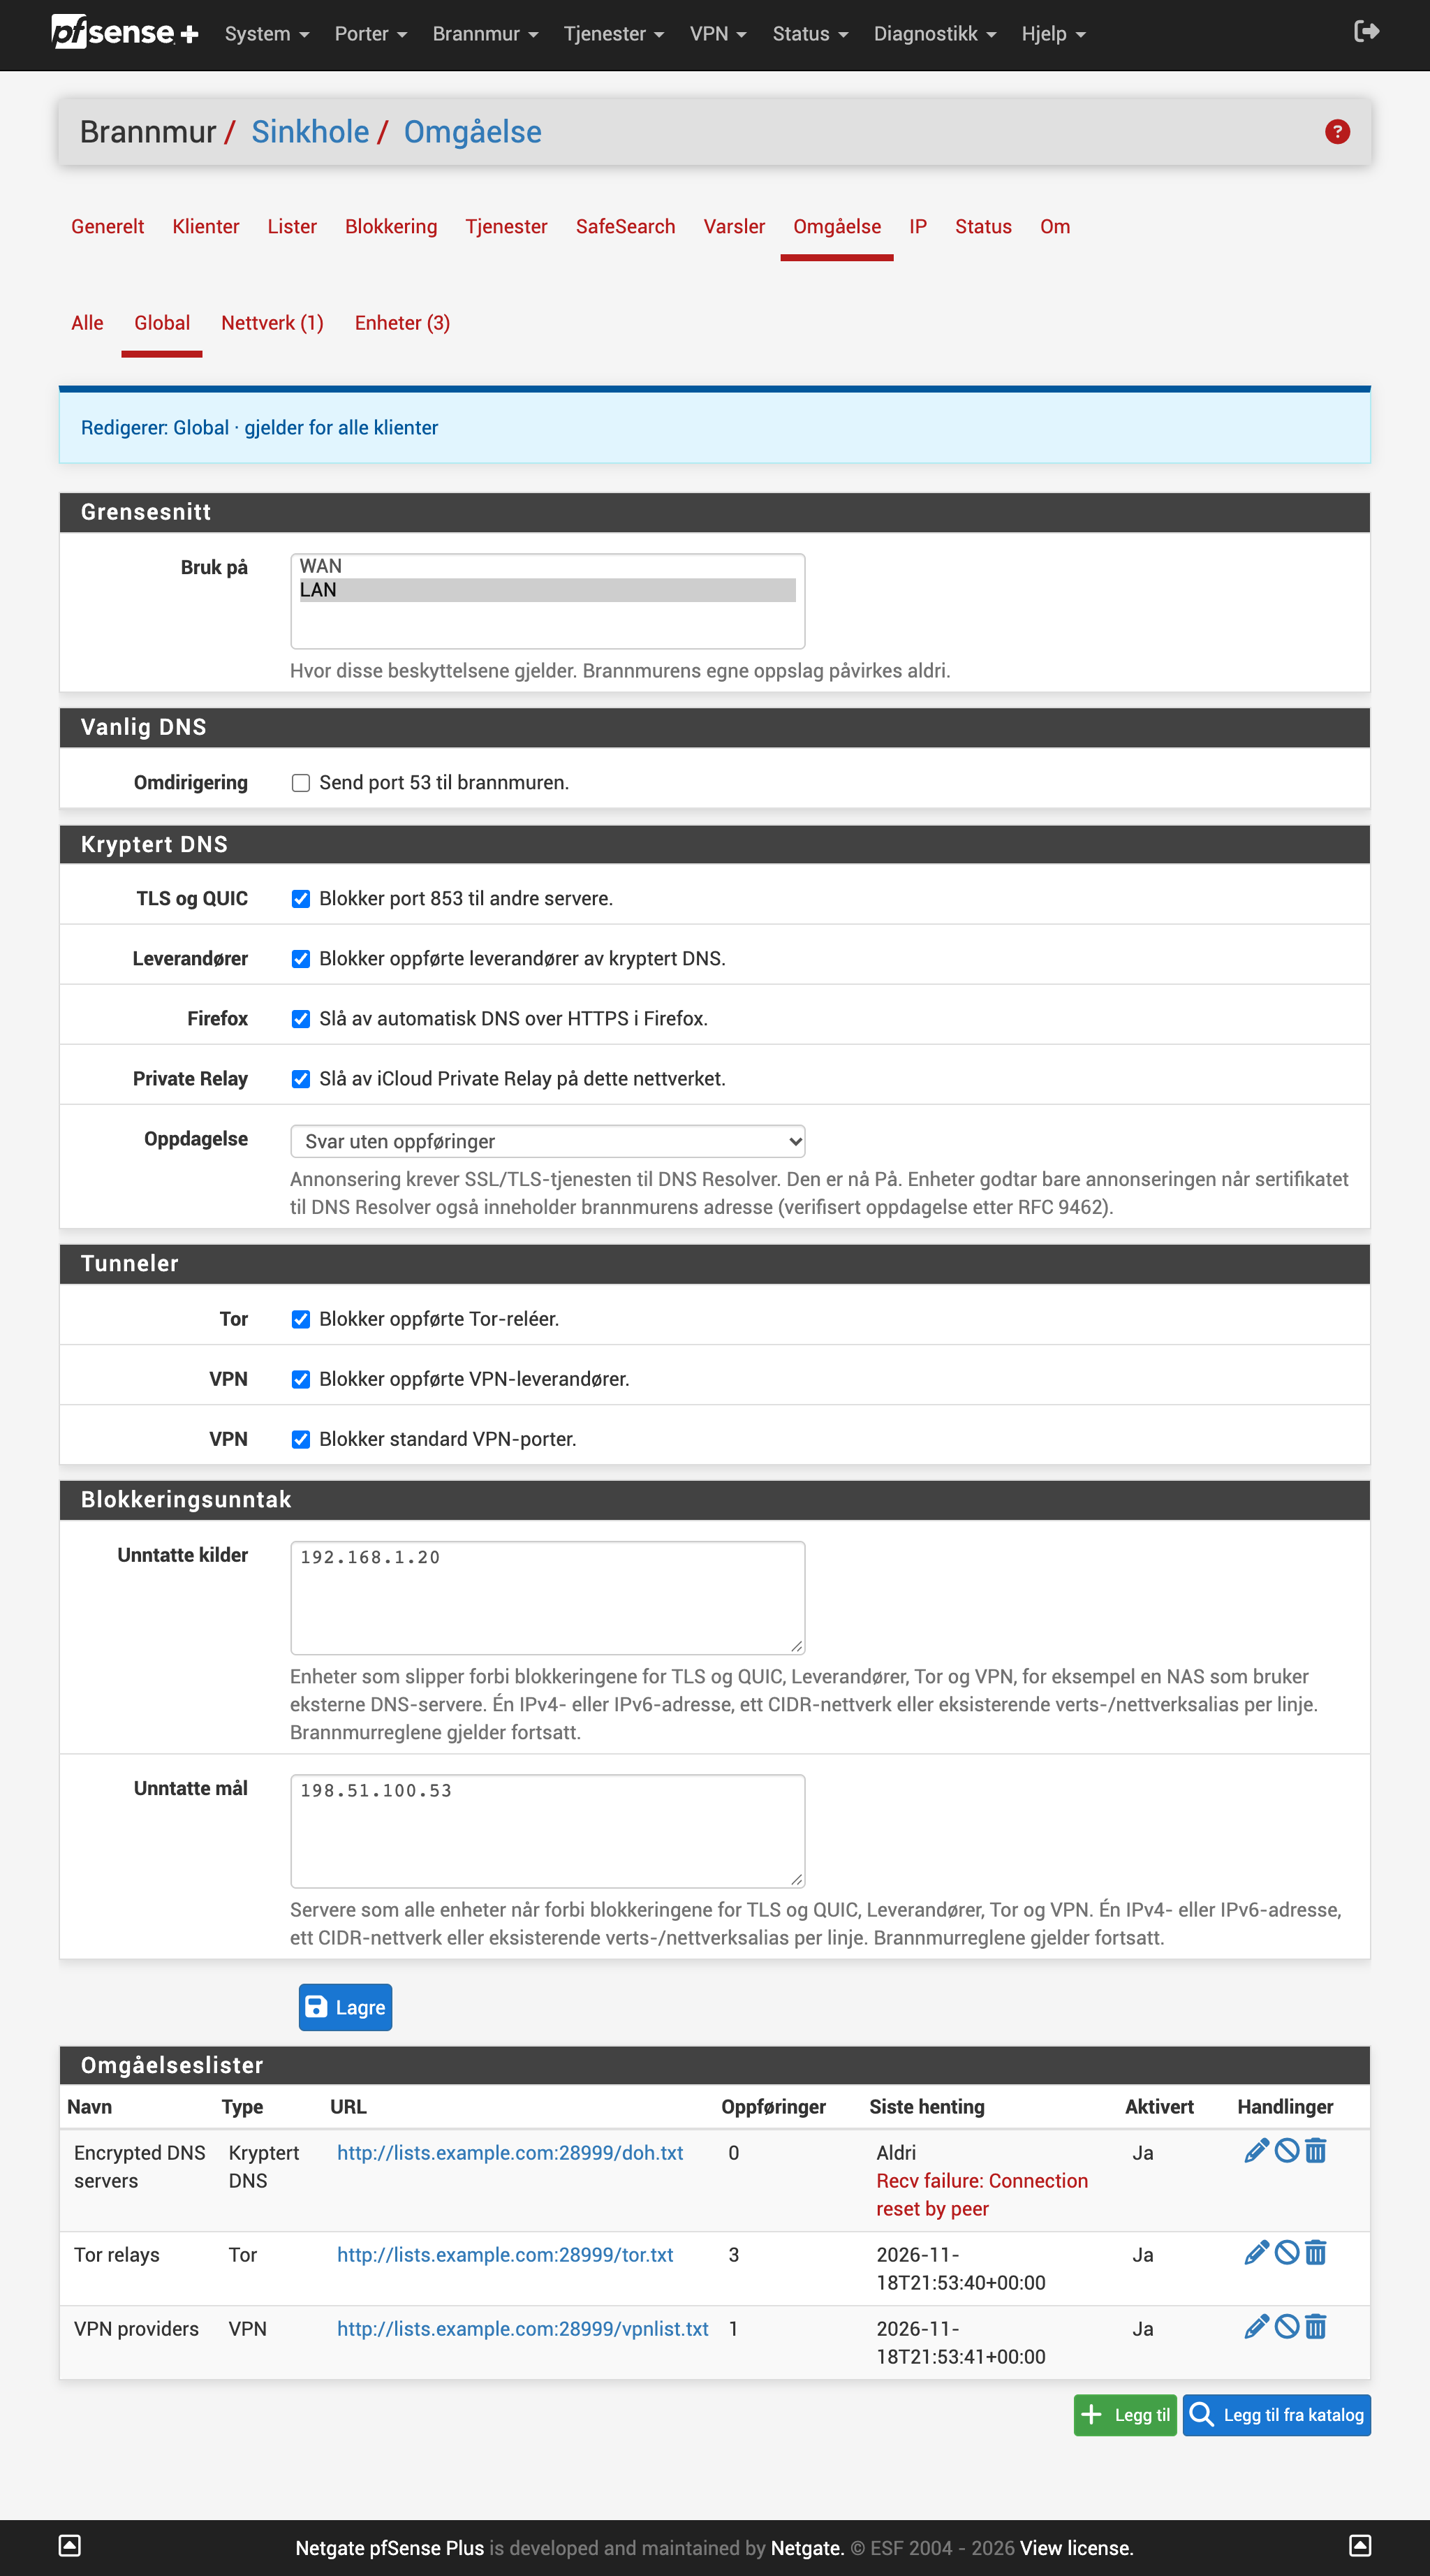 pfsense+ System Porter Brannmur Tjenester VPN Status Diagnostikk Hjelp
Brannmur / Sinkhole / Omgåelse
Generelt Klienter Lister Blokkering Tjenester SafeSearch Varsler Omgåelse IP Status Om
Alle Global Nettverk (1) Enheter (3)
Redigerer: Global · gjelder for alle klienter
Grensesnitt
Bruk på
WAN
LAN
Hvor disse beskyttelsene gjelder. Brannmurens egne oppslag påvirkes aldri.
Vanlig DNS
Omdirigering Send port 53 til brannmuren.
Kryptert DNS
TLS og QUIC Blokker port 853 til andre servere.
Leverandører Blokker oppførte leverandører av kryptert DNS.
Firefox Slå av automatisk DNS over HTTPS i Firefox.
Private Relay Slå av iCloud Private Relay på dette nettverket.
Oppdagelse Svar uten oppføringer
Annonsering krever SSL/TLS-tjenesten til DNS Resolver. Den er nå På. Enheter godtar bare annonseringen når sertifikatet
til DNS Resolver også inneholder brannmurens adresse (verifisert oppdagelse etter RFC 9462).
Tunneler
Tor Blokker oppførte Tor-reléer.
VPN Blokker oppførte VPN-leverandører.
VPN Blokker standard VPN-porter.
Blokkeringsunntak
Unntatte kilder 192.168.1.20
Enheter som slipper forbi blokkeringene for TLS og QUIC, Leverandører, Tor og VPN, for eksempel en NAS som bruker
eksterne DNS-servere. Én IPv4- eller IPv6-adresse, ett CIDR-nettverk eller eksisterende verts-/nettverksalias per linje.
Brannmurreglene gjelder fortsatt.
Unntatte mål 198.51.100.53
Servere som alle enheter når forbi blokkeringene for TLS og QUIC, Leverandører, Tor og VPN. Én IPv4- eller IPv6-adresse,
ett CIDR-nettverk eller eksisterende verts-/nettverksalias per linje. Brannmurreglene gjelder fortsatt.
Lagre
Omgåelseslister
Navn Type URL Oppføringer Siste henting Aktivert Handlinger
Encrypted DNS Kryptert http://lists.example.com:28999/doh.txt 0 Aldri Ja
servers DNS Recv failure: Connection
reset by peer
Tor relays Tor http://lists.example.com:28999/tor.txt 3 2026-11- Ja
18T21:53:40+00:00
VPN providers VPN http://lists.example.com:28999/vpnlist.txt 1 2026-11- Ja
18T21:53:41+00:00
Legg til Legg til fra katalog
Netgate pfSense Plus is developed and maintained by Netgate. © ESF 2004 - 2026 View license.